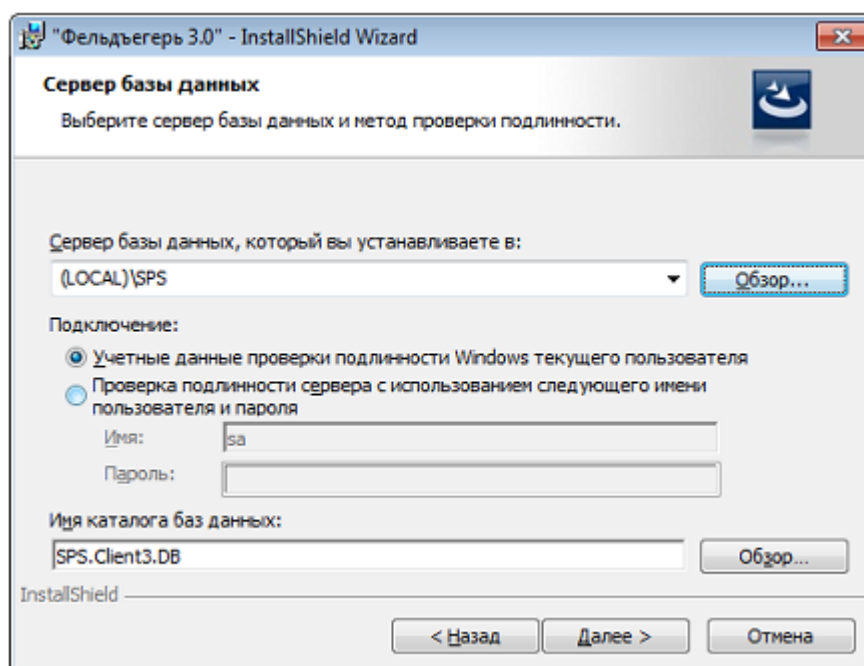 "Фельдъегерь 3.0" - InstallShield Wizard
Сервер базы данных
Выберите сервер базы данных и метод проверки подлинности.
Сервер базы данных, который вы устанавливаете в:
(LOCAL)\SPS
Обзор...
Подключение:
Учетные данные проверки подлинности Windows текущего пользователя
Проверка подлинности сервера с использованием следующего имени
пользователя и пароля
Имя: sa
Пароль:
Имя каталога баз данных:
SPS.Client3.DB
Обзор...
InstallShield
< Назад
Далее >
Отмена